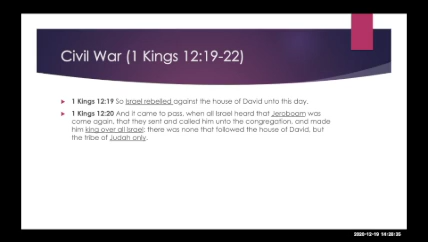 Civil War (1 Kings 12:19-22)
1 Kings 12:19 So Israel rebelled against the house of David unto this day.
1 Kings 12:20 And it came to pass, when all Israel heard that Jeroboam was
come again, that they sent and called him unto the congregation, and made
him king over all Israel: there was none that followed the house of David, but
the tribe of Judah only.
2020-12-19 14:20:35